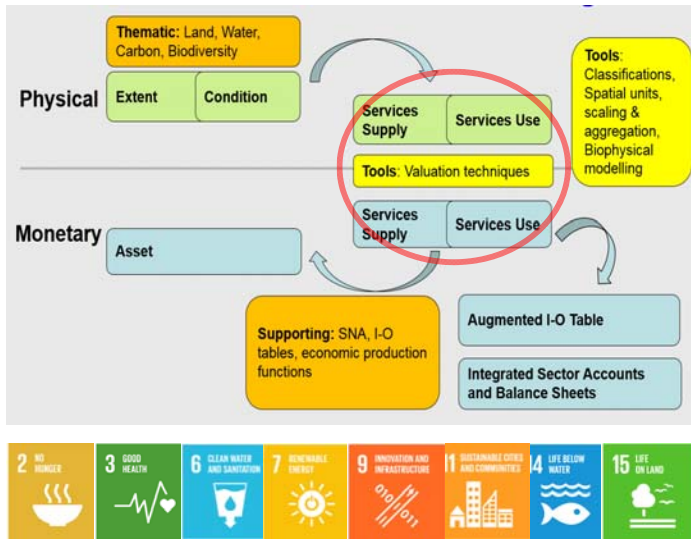 Thematic: Land, Water,
Carbon, Biodiversity
Physical
Extent
Condition
Services
Supply
Services Use
Tools:
Classifications,
Spatial units,
scaling &
aggregation,
Biophysical
modelling
Tools: Valuation techniques
Monetary
Asset
Services
Supply
Services Use
Supporting: SNA, I-O
tables, economic production
functions
Augmented I-O Table
Integrated Sector Accounts
and Balance Sheets
2 NO
HUNGER
3 GOOD
HEALTH
6 CLEAN WATER
AND SANITATION
7 RENEWABLE
ENERGY
9 INNOVATION AND
INFRASTRUCTURE
1 SUSTAINABLE CITIES
AND COMMUNITIES
4 LIFE BELOW
WATER
15 LIFE
ON LAND